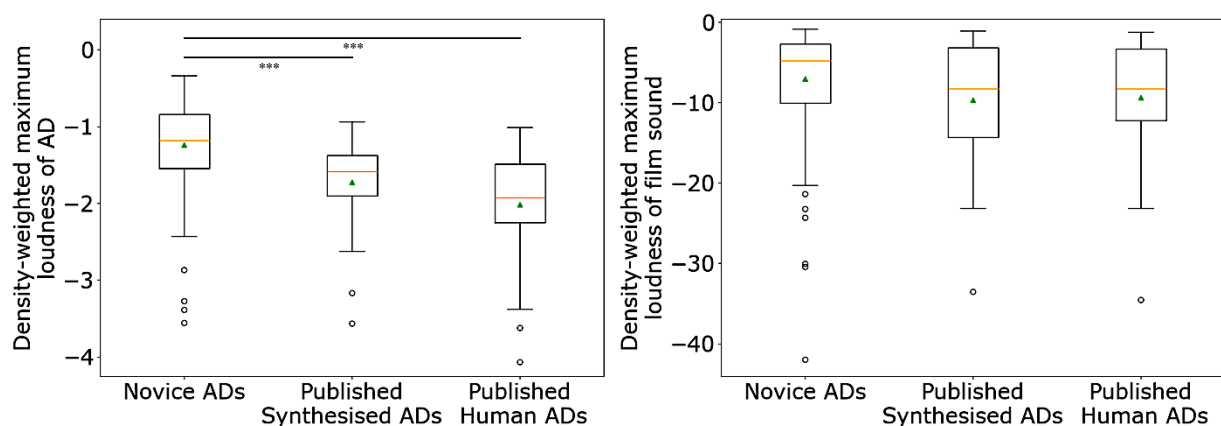 Density-weighted maximum
loudness of AD
0
−1
−2
−3
−4
***
***
Novice ADs
Published
Synthesised ADs
Published
Human ADs
Density-weighted maximum
loudness of film sound
0
−10
−20
−30
−40
Novice ADs
Published
Synthesised ADs
Published
Human ADs